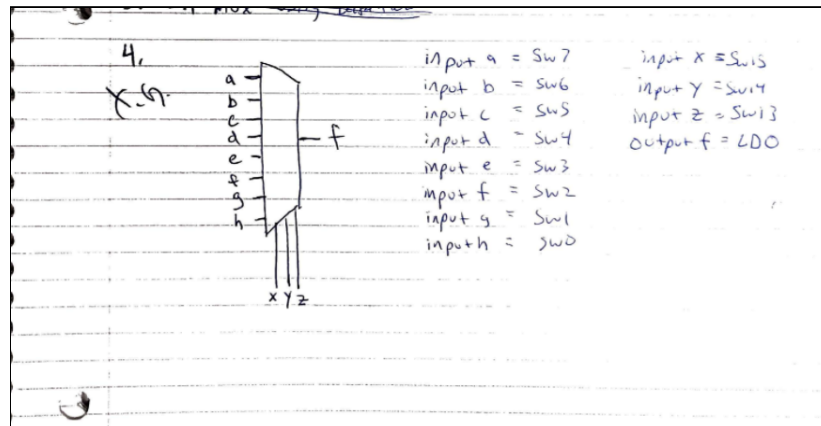 mux
4.
a
b
c
d
e
f
g
h
f
x y z
input a = SW7
input b = SW6
input c = SW5
input d = SW4
input e = SW3
input f = SW2
input g = SW1
input h = SW0
input x = SW15
input y = SW14
input z = SW13
output f = LD0